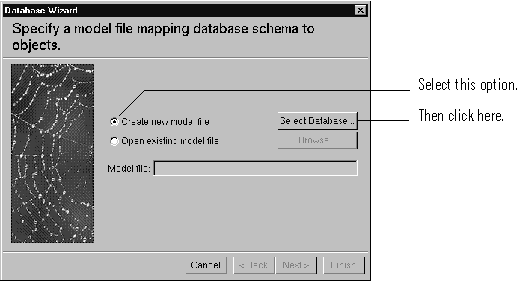 Database Wizard
Specify a model file mapping database schema to
objects.
Select this option.
Create new model file
Select Database...
Then click here.
Open existing model file
Browse...
Model file:
Cancel
< Back
Next >
Finish